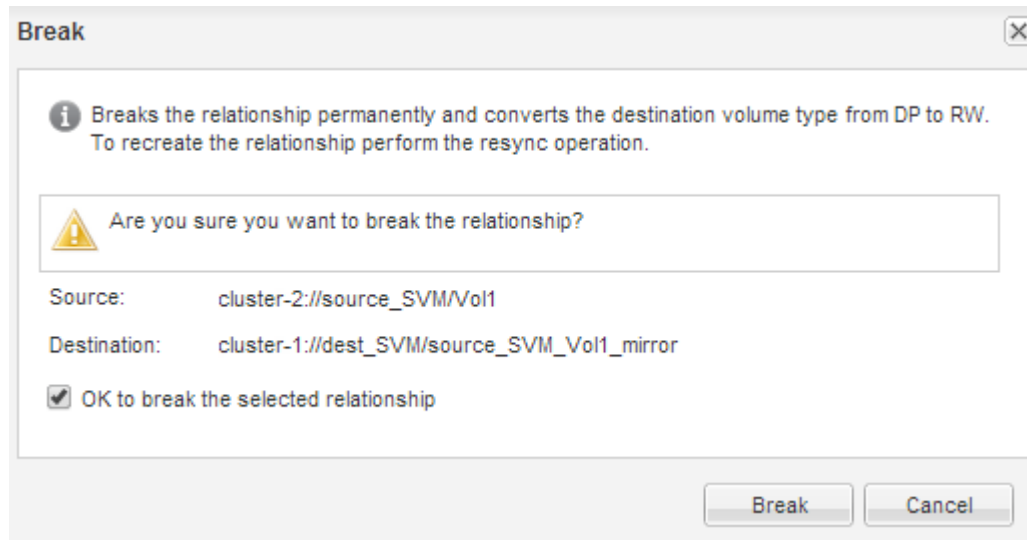 Break
Breaks the relationship permanently and converts the destination volume type from DP to RW.
To recreate the relationship perform the resync operation.
Are you sure you want to break the relationship?
Source: cluster-2://source_SVM/Vol1
Destination: cluster-1://dest_SVM/source_SVM_Vol1_mirror
OK to break the selected relationship
Break Cancel